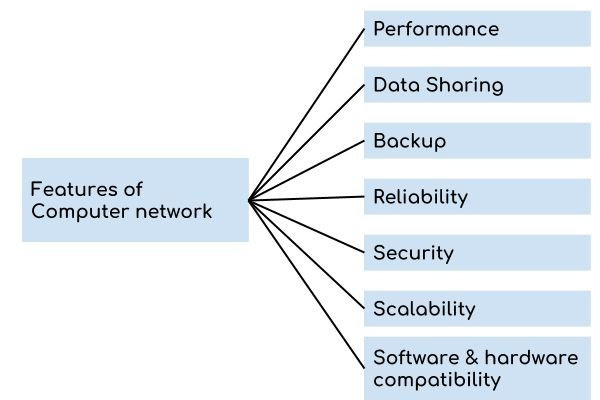 Features of
Computer network
Performance
Data Sharing
Backup
Reliability
Security
Scalability
Software & hardware
compatibility